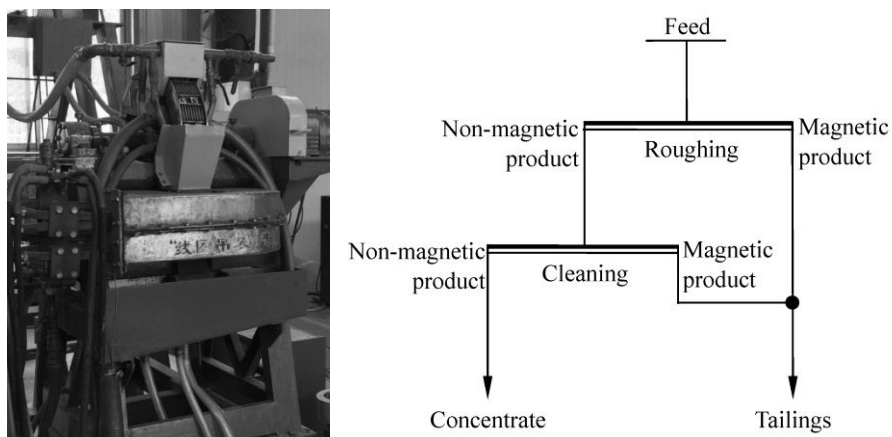 Feed
Non-magnetic
product
Roughing
Magnetic
product
Non-magnetic
product
Cleaning
Magnetic
product
Concentrate
Tailings